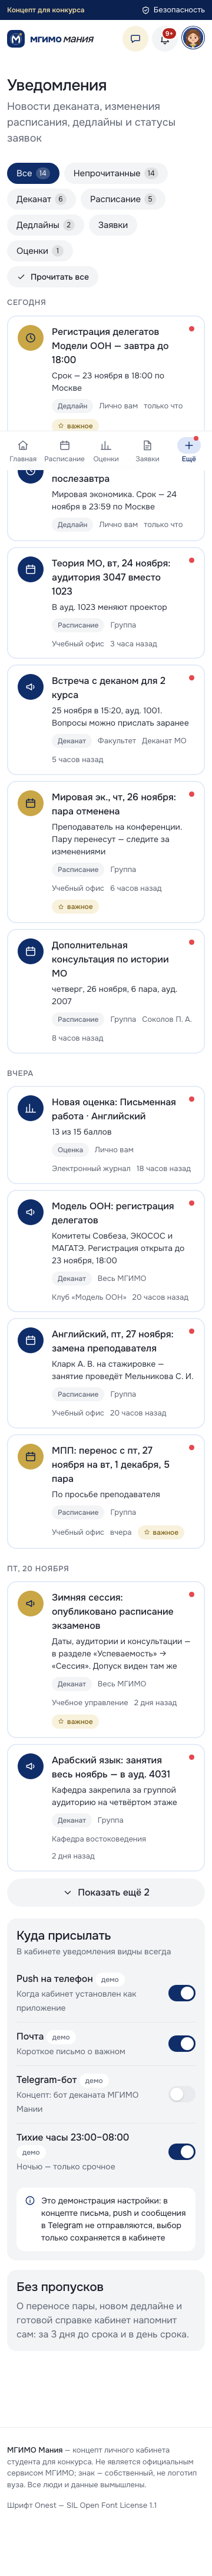 Концепт для конкурса
Безопасность
МГИМО МАНИЯ
9+
Уведомления
Новости деканата, изменения
расписания, дедлайны и статусы
заявок
Все 14
Непрочитанные 14
Деканат 6
Расписание 5
Дедлайны 2
Заявки
Оценки 1
Прочитать все
СЕГОДНЯ
Регистрация делегатов
Модели ООН — завтра до
18:00
Срок — 23 ноября в 18:00 по
Москве
Дедлайн Лично вам только что
важное
Главная
Расписание
Оценки
Заявки
Ещё
послезавтра
Мировая экономика. Срок — 24
ноября в 23:59 по Москве
Дедлайн Лично вам только что
Теория МО, вт, 24 ноября:
аудитория 3047 вместо
1023
В ауд. 1023 меняют проектор
Расписание Группа
Учебный офис 3 часа назад
Встреча с деканом для 2
курса
25 ноября в 15:20, ауд. 1001.
Вопросы можно прислать заранее
Деканат Факультет Деканат МО
5 часов назад
Мировая эк., чт, 26 ноября:
пара отменена
Преподаватель на конференции.
Пару перенесут — следите за
изменениями
Расписание Группа
Учебный офис 6 часов назад
важное
Дополнительная
консультация по истории
МО
четверг, 26 ноября, 6 пара, ауд.
2007
Расписание Группа Соколов П. А.
8 часов назад
ВЧЕРА
Новая оценка: Письменная
работа · Английский
13 из 15 баллов
Оценка Лично вам
Электронный журнал 18 часов назад
Модель ООН: регистрация
делегатов
Комитеты Совбеза, ЭКОСОС и
МАГАТЭ. Регистрация открыта до
23 ноября, 18:00
Деканат Весь МГИМО
Клуб «Модель ООН» 20 часов назад
Английский, пт, 27 ноября:
замена преподавателя
Кларк А. В. на стажировке —
занятие проведёт Мельникова С. И.
Расписание Группа
Учебный офис 20 часов назад
МПП: перенос с пт, 27
ноября на вт, 1 декабря, 5
пара
По просьбе преподавателя
Расписание Группа
Учебный офис вчера важное
ПТ, 20 НОЯБРЯ
Зимняя сессия:
опубликовано расписание
экзаменов
Даты, аудитории и консультации —
в разделе «Успеваемость» →
«Сессия». Допуск виден там же
Деканат Весь МГИМО
Учебное управление 2 дня назад
важное
Арабский язык: занятия
весь ноябрь — в ауд. 4031
Кафедра закрепила за группой
аудиторию на четвёртом этаже
Деканат Группа
Кафедра востоковедения
2 дня назад
Показать ещё 2
Куда присылать
В кабинете уведомления видны всегда
Push на телефон демо
Когда кабинет установлен как
приложение
Почта демо
Короткое письмо о важном
Telegram-бот демо
Концепт: бот деканата МГИМО
Мании
Тихие часы 23:00–08:00
демо
Ночью — только срочное
Это демонстрация настройки: в
концепте письма, push и сообщения
в Telegram не отправляются, выбор
только сохраняется в кабинете
Без пропусков
О переносе пары, новом дедлайне и
готовой справке кабинет напомнит
сам: за 3 дня до срока и в день срока.
МГИМО Мания — концепт личного кабинета
студента для конкурса. Не является официальным
сервисом МГИМО; знак — собственный, не логотип
вуза. Все люди и данные вымышлены.
Шрифт Onest — SIL Open Font License 1.1